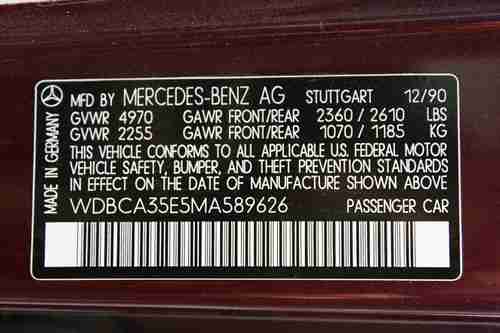 MADE IN GERMANY
MFD BY MERCEDES-BENZ AG STUTTGART 12/90
GVWR 4970 GAWR FRONT/REAR 2360 / 2610 LBS
GVWR 2255 GAWR FRONT/REAR 1070 / 1185 KG
THIS VEHICLE CONFORMS TO ALL APPLICABLE U.S. FEDERAL MOTOR
VEHICLE SAFETY, BUMPER, AND THEFT PREVENTION STANDARDS
IN EFFECT ON THE DATE OF MANUFACTURE SHOWN ABOVE
WDBCA35E5MA589626 PASSENGER CAR